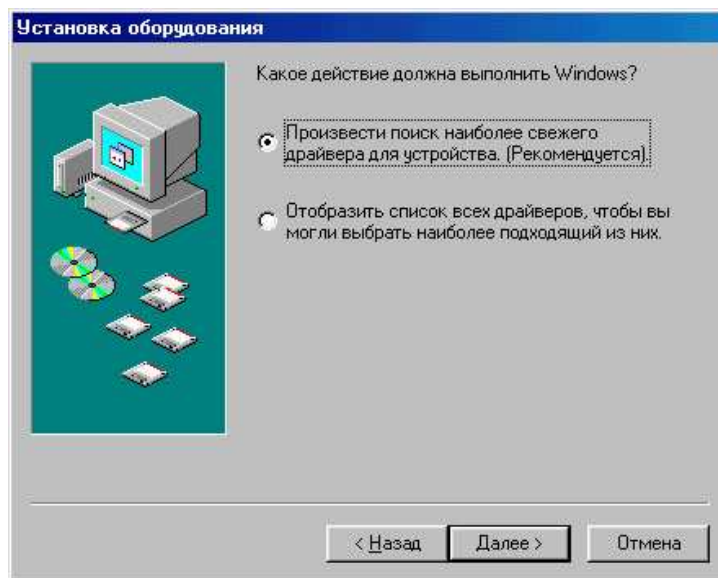 Установка оборудования
Какое действие должна выполнить Windows?
Произвести поиск наиболее свежего
драйвера для устройства. (Рекомендуется).
Отобразить список всех драйверов, чтобы вы
могли выбрать наиболее подходящий из них.
< Назад
Далее >
Отмена